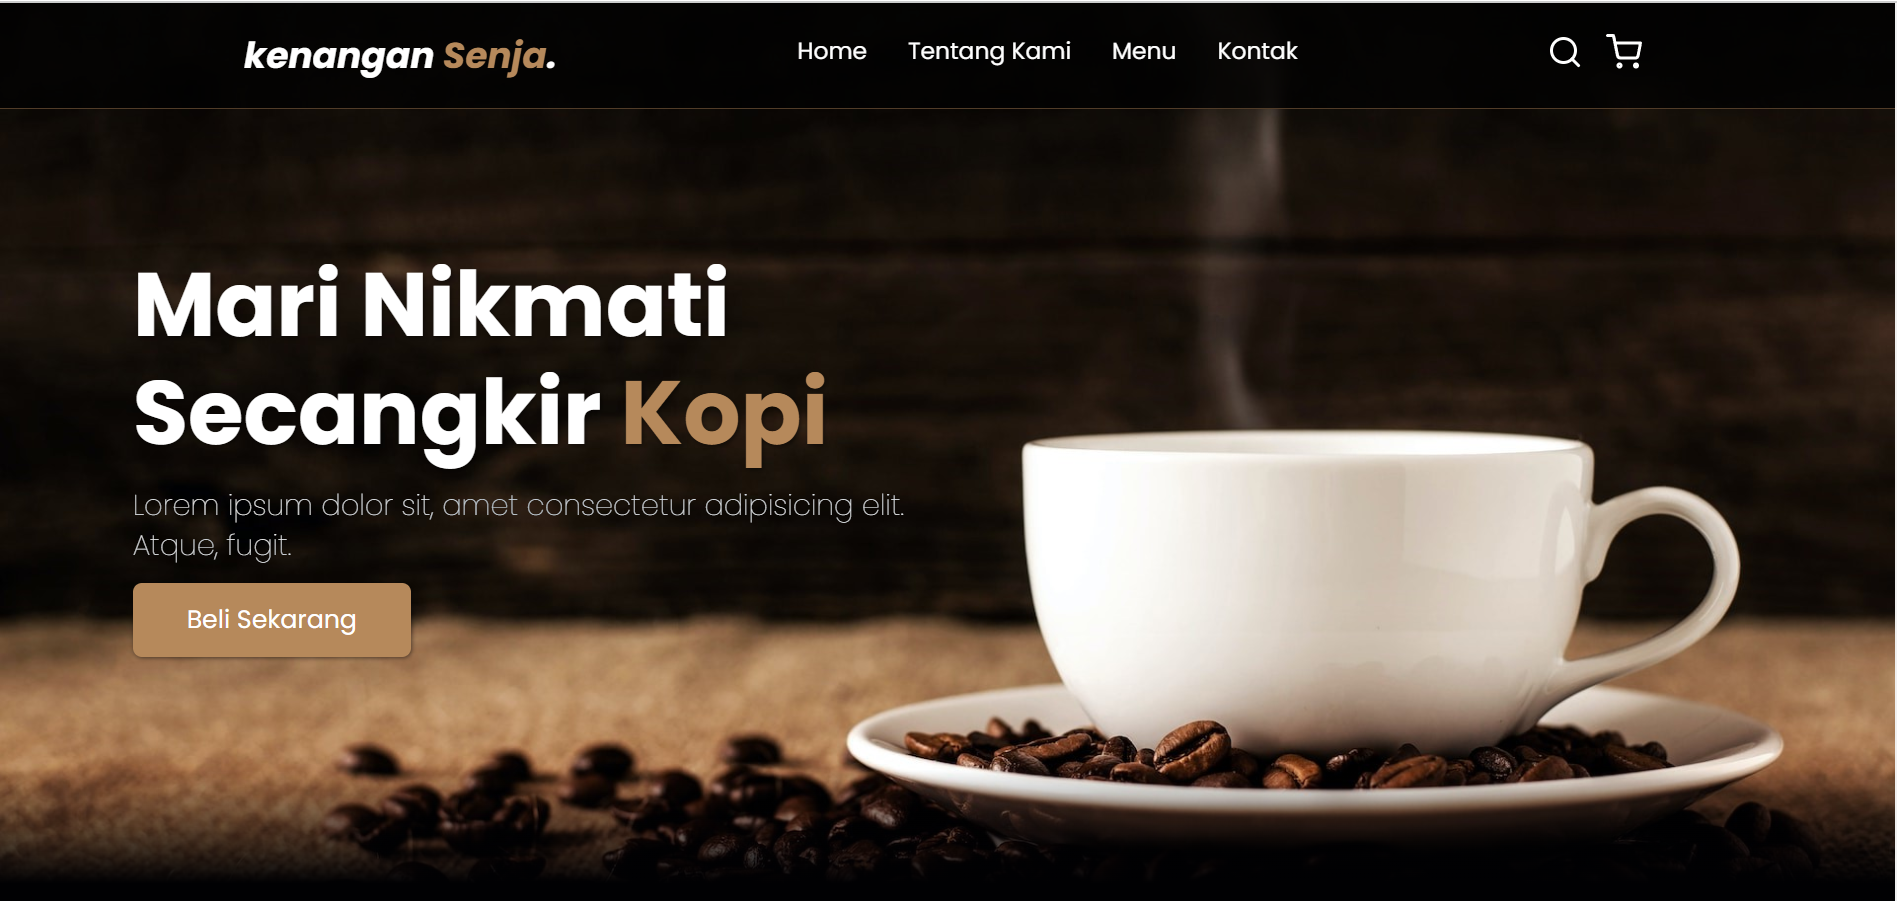 kenangan Senja.
Home Tentang Kami Menu Kontak
Mari Nikmati
Secangkir Kopi
Lorem ipsum dolor sit, amet consectetur adipisicing elit.
Atque, fugit.
Beli Sekarang